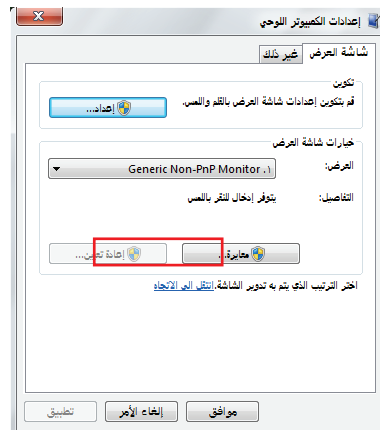 إعدادات الكمبيوتر اللوحي
شاشة العرض
غير ذلك
تكوين
قم بتكوين إعدادات شاشة العرض بالقلم واللمس.
إعداد...
خيارات شاشة العرض
العرض:
١. Generic Non-PnP Monitor
التفاصيل:
يتوفر إدخال للنقر باللمس
معايرة...
إعادة تعيين...
اختر الترتيب الذي يتم به تدوير الشاشة. انتقل الى الاتجاه
موافق
إلغاء الأمر
تطبيق